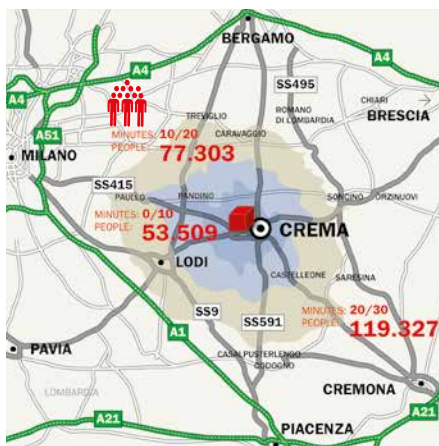 BERGAMO
A4
A4
A4
SS495
CHIARI
BRESCIA
TREVIGLIO
ROMANO
DI LOMBARDIA
A51
MINUTES: 10/20
PEOPLE:
77.303
CARAVAGGIO
MILANO
SS415
PAULLO
PANDINO
SONCINO
ORZINUOVI
MINUTES: 0/10
PEOPLE:
53.509
CREMA
LODI
CASTELLEONE
SARESINA
SS9
SS591
MINUTES: 20/30
PEOPLE:
119.327
A1
PAVIA
CASALPUSTERLENGO
CODOGNO
CREMONA
LOMBARDIA
A21
A21
PIACENZA